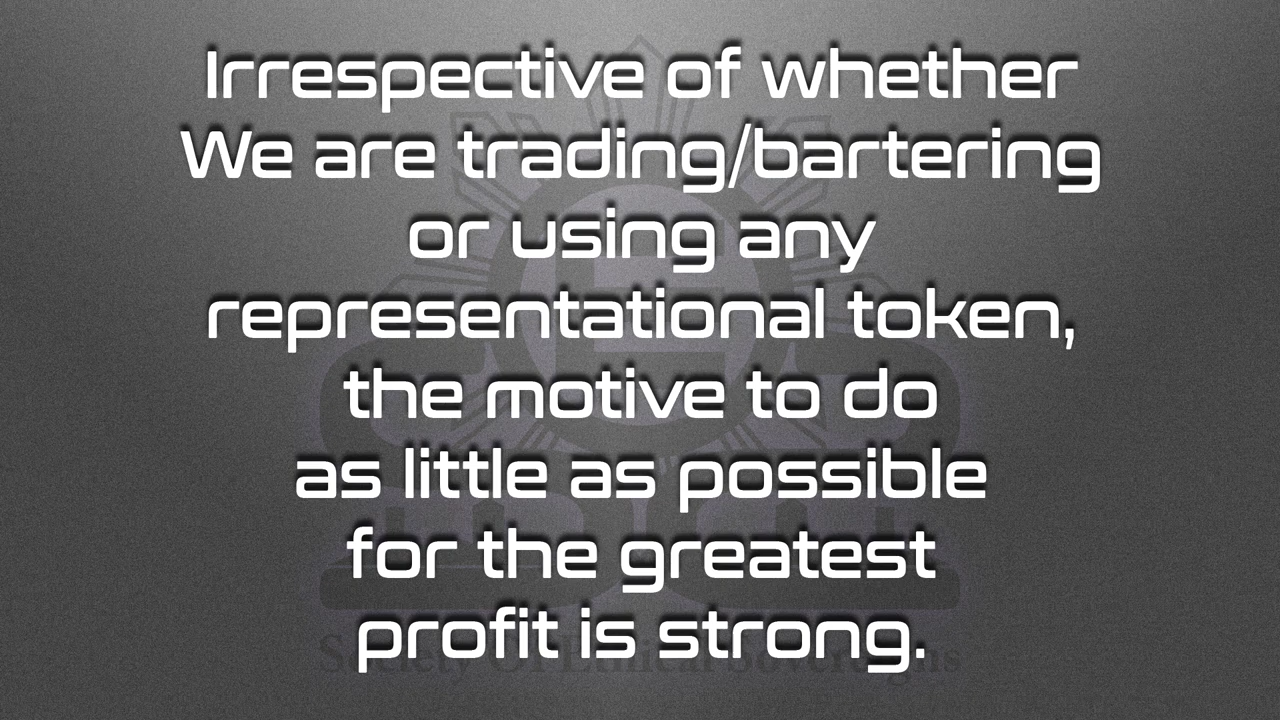 Irrespective of whether
We are trading/bartering
or using any
representational token,
the motive to do
as little as possible
for the greatest
profit is strong.